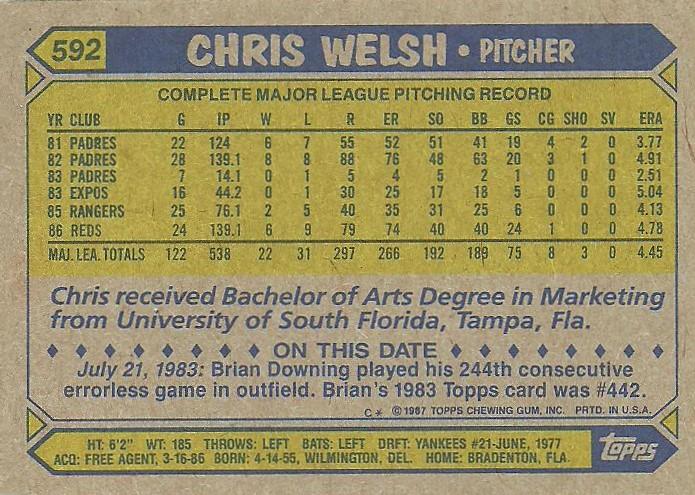 592 CHRIS WELSH • PITCHER
COMPLETE MAJOR LEAGUE PITCHING RECORD
YR CLUB G IP W L R ER SO BB GS CG SHO SV ERA
81 PADRES 22 124 6 7 55 52 51 41 19 4 2 0 3.77
82 PADRES 28 139.1 8 8 88 76 48 63 20 3 1 0 4.91
83 PADRES 7 14.1 0 1 5 4 5 2 1 0 0 0 2.51
83 EXPOS 16 44.2 0 1 30 25 17 18 5 0 0 0 5.04
85 RANGERS 25 76.1 2 5 40 35 31 25 6 0 0 0 4.13
86 REDS 24 139.1 6 9 79 74 40 40 24 1 0 0 4.78
MAJ. LEA. TOTALS 122 538 22 31 297 266 192 189 75 8 3 0 4.45
Chris received Bachelor of Arts Degree in Marketing
from University of South Florida, Tampa, Fla.
♦ ♦ ♦ ♦ ♦ ♦ ♦ ♦ ON THIS DATE ♦ ♦ ♦ ♦ ♦ ♦ ♦ ♦
July 21, 1983: Brian Downing played his 244th consecutive
errorless game in outfield. Brian's 1983 Topps card was #442.
C* ©1987 TOPPS CHEWING GUM, INC. PRTD. IN U.S.A.
HT: 6'2" WT: 185 THROWS: LEFT BATS: LEFT DRFT: YANKEES #21-JUNE, 1977
ACQ: FREE AGENT, 3-16-86 BORN: 4-14-55, WILMINGTON, DEL. HOME: BRADENTON, FLA.
topps